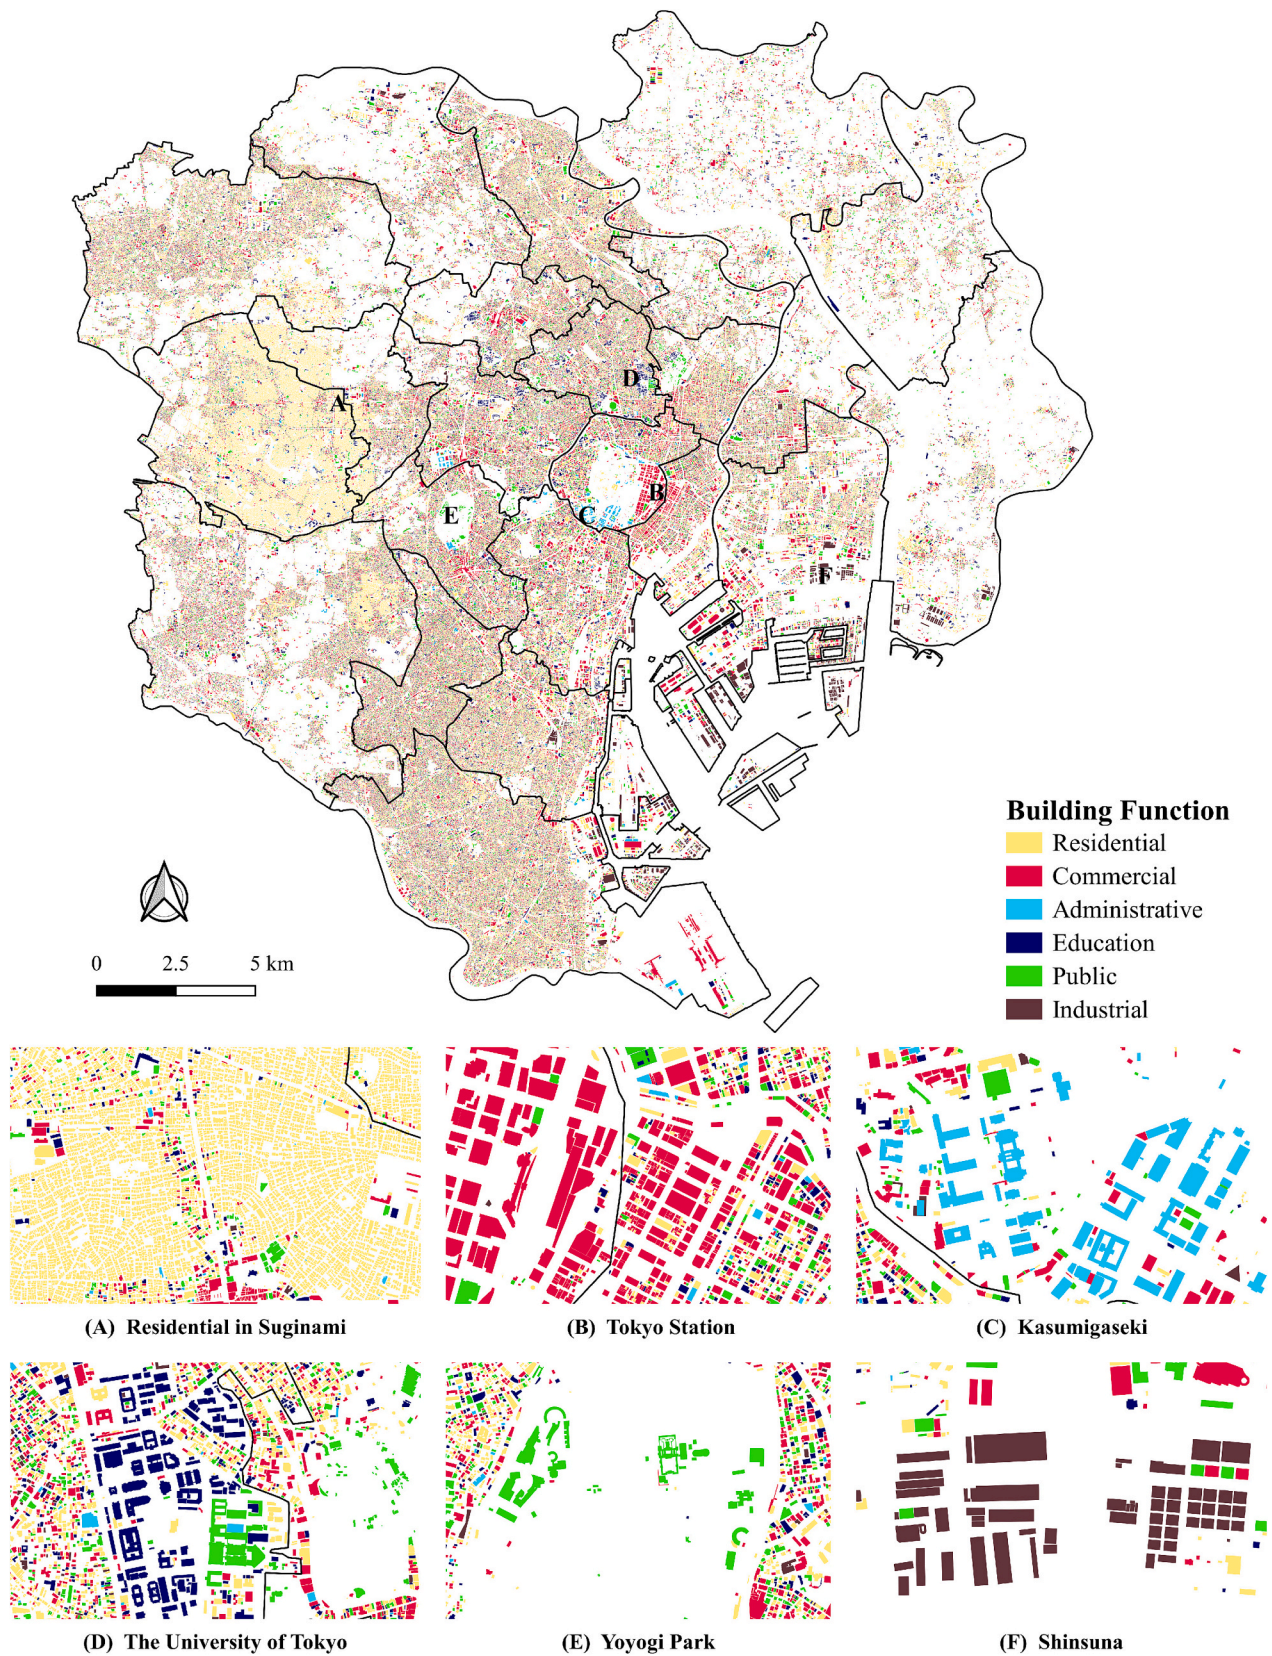 A
D
B
E
C
F
Building Function
Residential
Commercial
Administrative
Education
Public
Industrial
0 2.5 5 km
(A) Residential in Suginami
(B) Tokyo Station
(C) Kasumigaseki
(D) The University of Tokyo
(E) Yoyogi Park
(F) Shinsuna